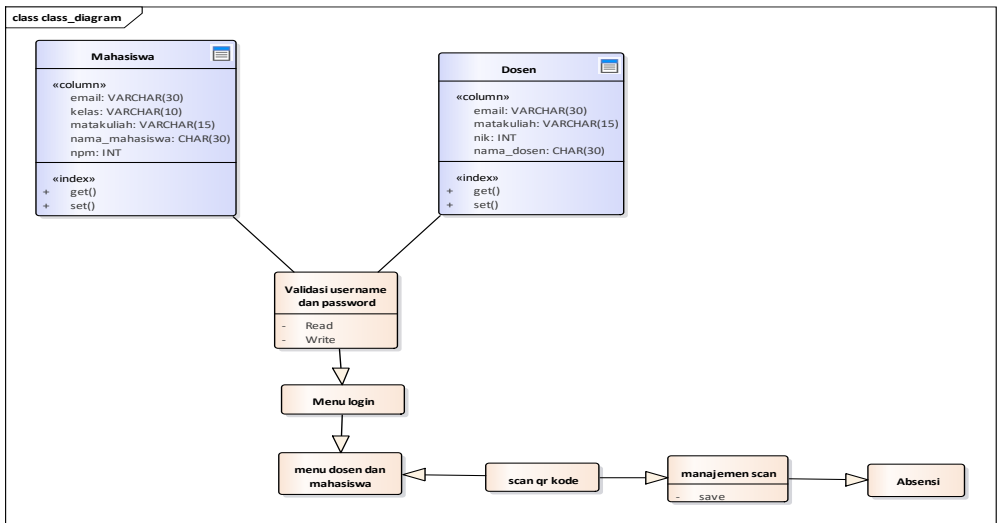 class class_diagram
Mahasiswa
«column»
email: VARCHAR(30)
kelas: VARCHAR(10)
matakuliah: VARCHAR(15)
nama_mahasiswa: CHAR(30)
npm: INT
«index»
+ get()
+ set()
Dosen
«column»
email: VARCHAR(30)
matakuliah: VARCHAR(15)
nik: INT
nama_dosen: CHAR(30)
«index»
+ get()
+ set()
Validasi username
dan password
- Read
- Write
Menu login
menu dosen dan
mahasiswa
scan qr kode
manajemen scan
- save
Absensi